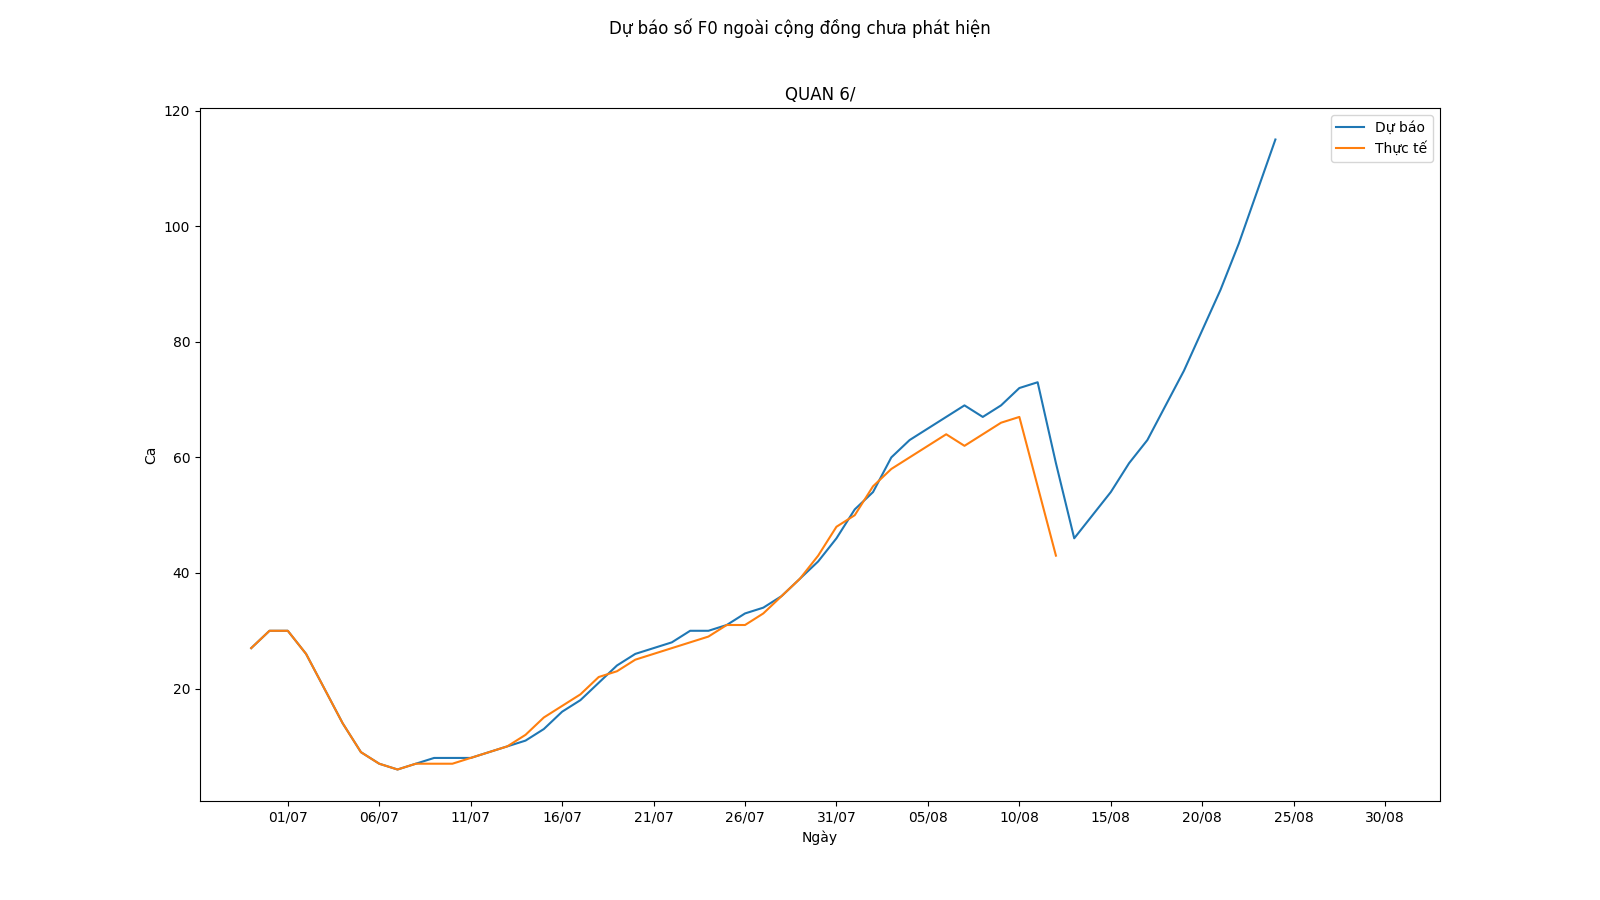 Dự báo số F0 ngoài cộng đồng chưa phát hiện
QUAN 6/
120
100
80
60
40
20
Ca
Dự báo
Thực tế
01/07 06/07 11/07 16/07 21/07 26/07 31/07 05/08 10/08 15/08 20/08 25/08 30/08
Ngày